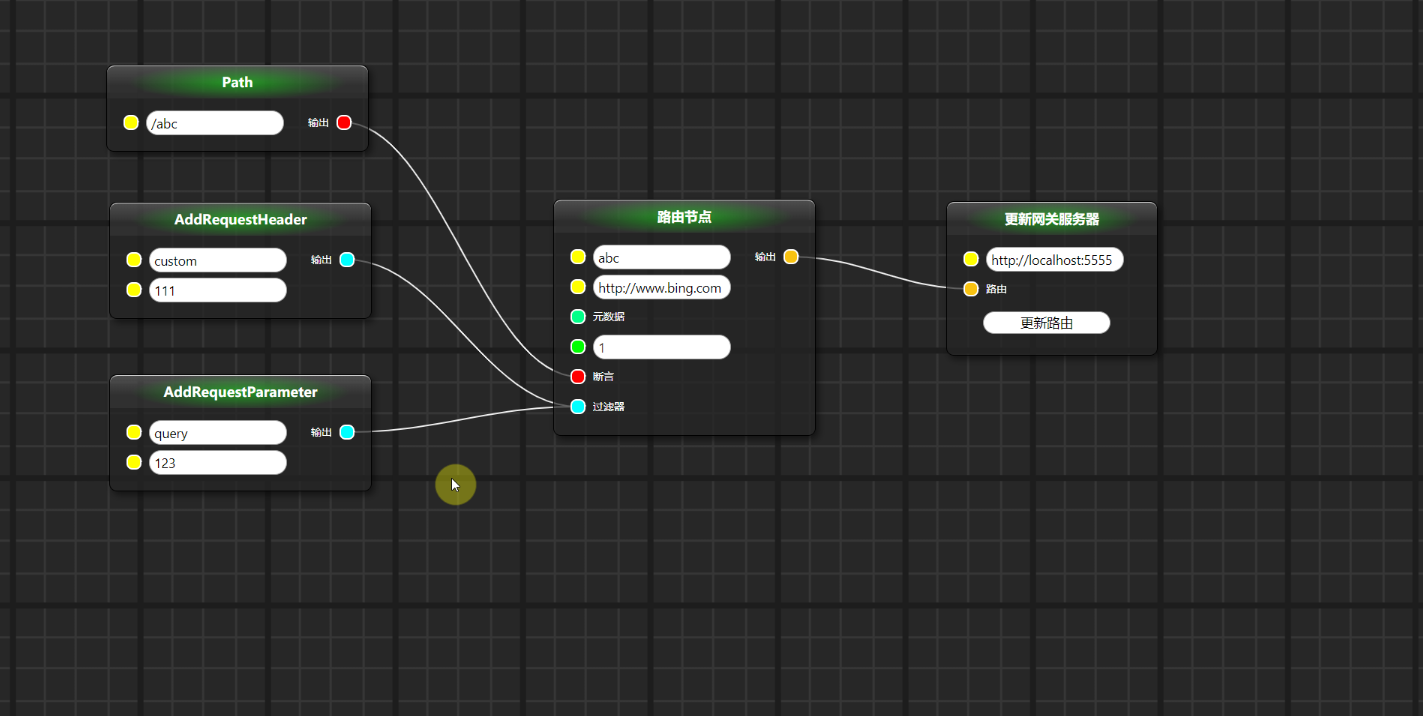 Path
/abc
输出
AddRequestHeader
custom
输出
111
AddRequestParameter
query
输出
123
路由节点
abc
输出
http://www.bing.com
元数据
1
断言
过滤器
更新网关服务器
http://localhost:5555
路由
更新路由